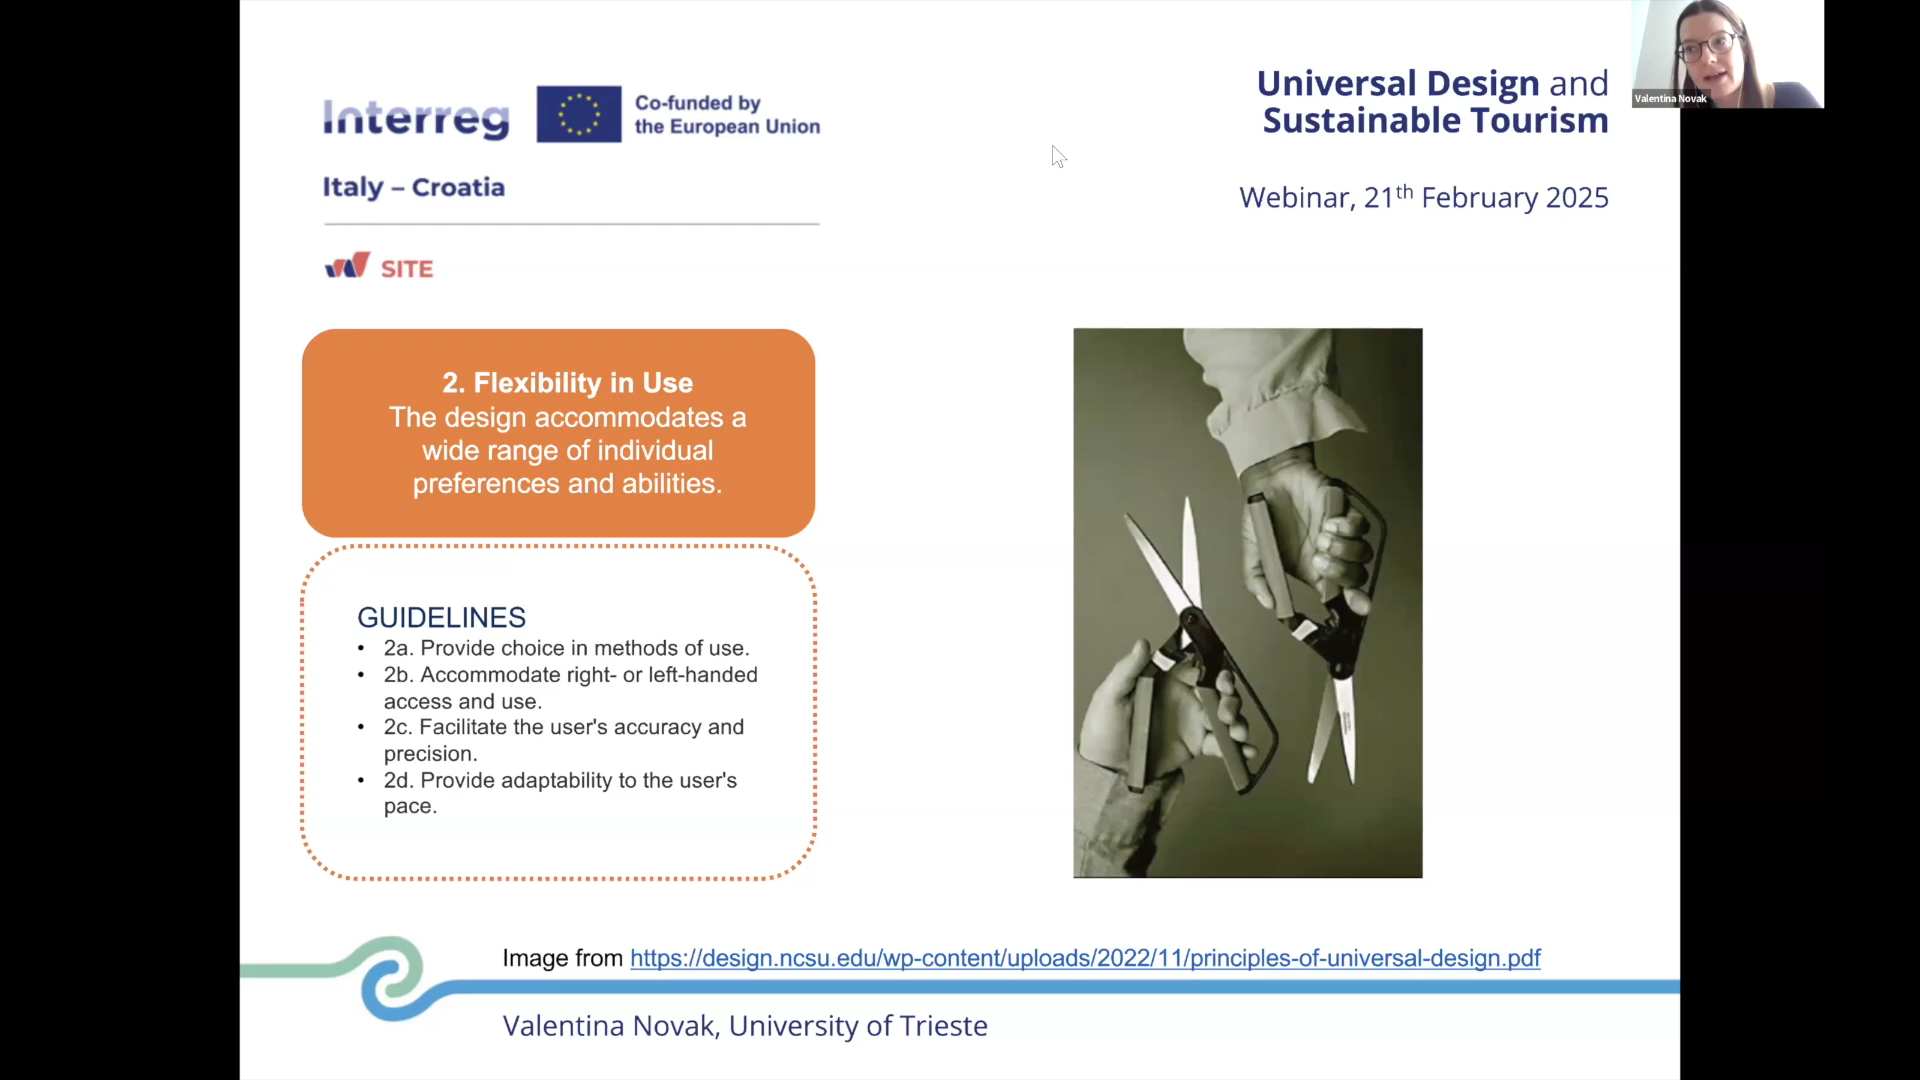 Interreg
Co-funded by
the European Union
Italy – Croatia
SITE
Universal Design and
Sustainable Tourism
Webinar, 21th February 2025
Valentina Novak
2. Flexibility in Use
The design accommodates a
wide range of individual
preferences and abilities.
GUIDELINES
• 2a. Provide choice in methods of use.
• 2b. Accommodate right- or left-handed
access and use.
• 2c. Facilitate the user's accuracy and
precision.
• 2d. Provide adaptability to the user's
pace.
Image from https://design.ncsu.edu/wp-content/uploads/2022/11/principles-of-universal-design.pdf
Valentina Novak, University of Trieste